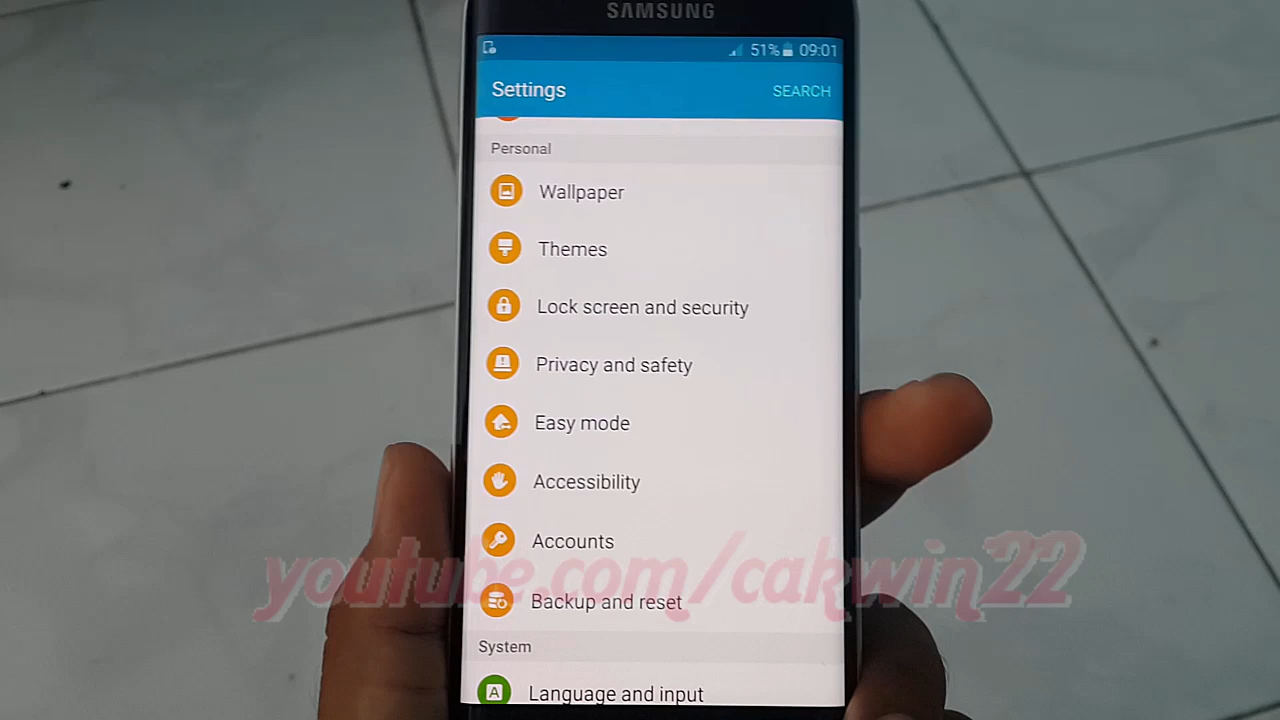 SAMSUNG
51% 09:01
Settings SEARCH
Personal
Wallpaper
Themes
Lock screen and security
Privacy and safety
Easy mode
Accessibility
Accounts
youtube.com/cakwin22
Backup and reset
System
A Language and input